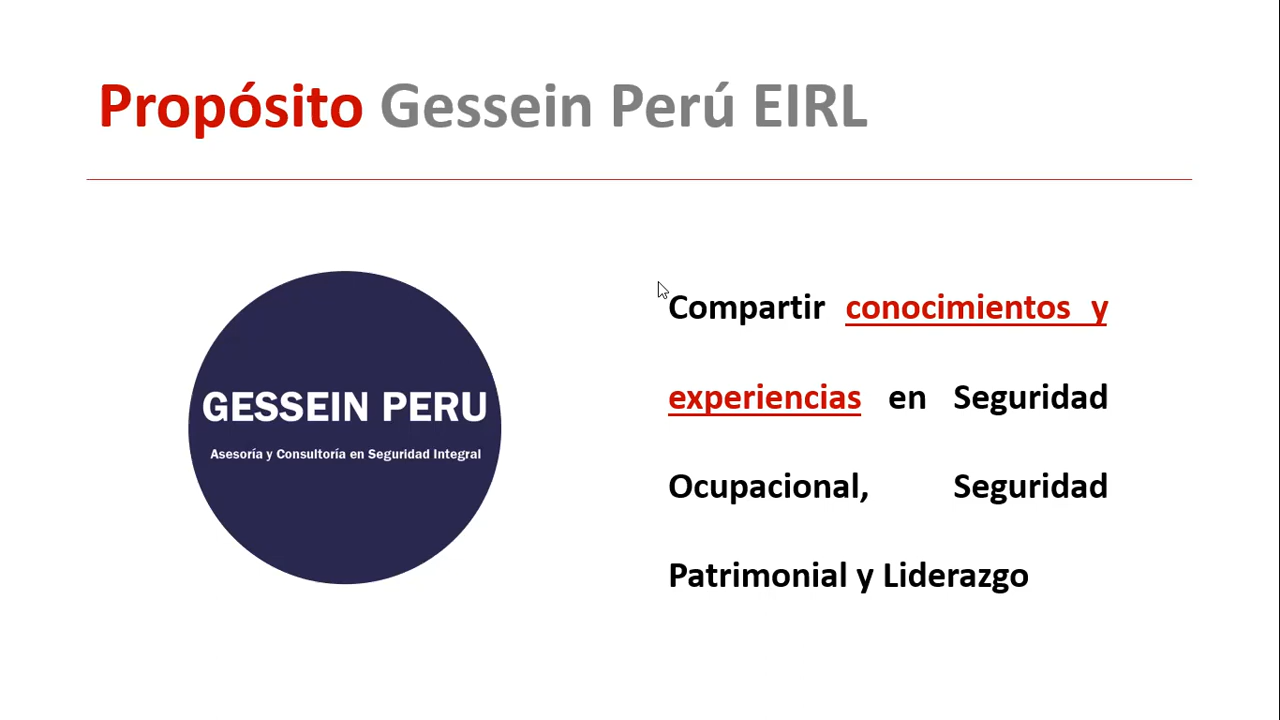 Propósito Gessein Perú EIRL
GESSEIN PERU
Asesoría y Consultoría en Seguridad Integral
Compartir conocimientos y
experiencias en Seguridad
Ocupacional, Seguridad
Patrimonial y Liderazgo